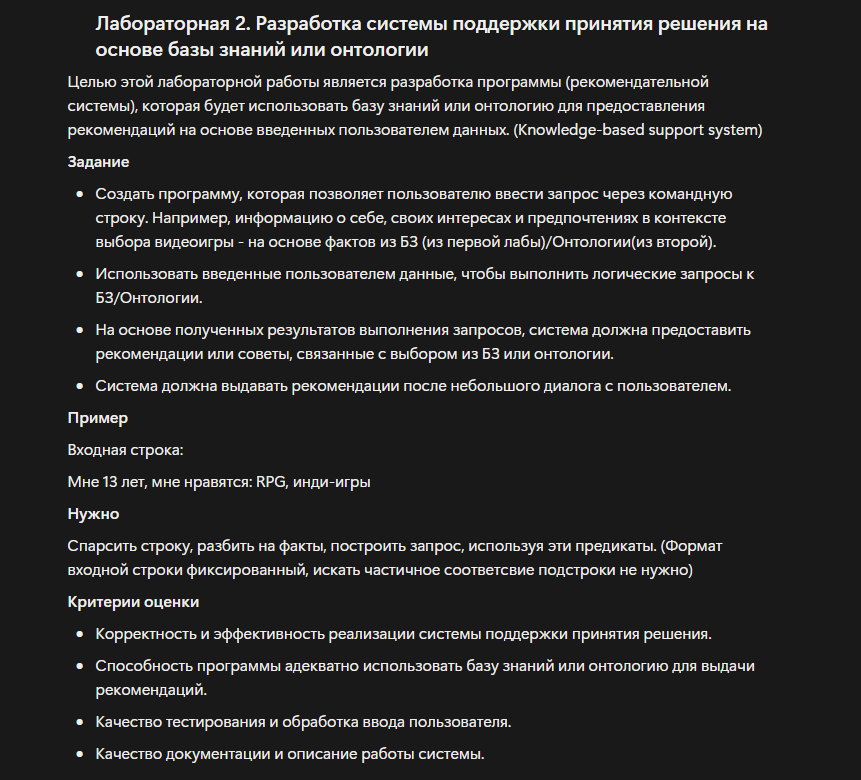 Лабораторная 2. Разработка системы поддержки принятия решения на
основе базы знаний или онтологии
Целью этой лабораторной работы является разработка программы (рекомендательной
системы), которая будет использовать базу знаний или онтологию для предоставления
рекомендаций на основе введенных пользователем данных. (Knowledge-based support system)
Задание
• Создать программу, которая позволяет пользователю ввести запрос через командную
строку. Например, информацию о себе, своих интересах и предпочтениях в контексте
выбора видеоигры - на основе фактов из БЗ (из первой лабы)/Онтологии(из второй).
• Использовать введенные пользователем данные, чтобы выполнить логические запросы к
БЗ/Онтологии.
• На основе полученных результатов выполнения запросов, система должна предоставить
рекомендации или советы, связанные с выбором из БЗ или онтологии.
• Система должна выдавать рекомендации после небольшого диалога с пользователем.
Пример
Входная строка:
Мне 13 лет, мне нравятся: RPG, инди-игры
Нужно
Спарсить строку, разбить на факты, построить запрос, используя эти предикаты. (Формат
входной строки фиксированный, искать частичное соответсвие подстроки не нужно)
Критерии оценки
• Корректность и эффективность реализации системы поддержки принятия решения.
• Способность программы адекватно использовать базу знаний или онтологию для выдачи
рекомендаций.
• Качество тестирования и обработка ввода пользователя.
• Качество документации и описание работы системы.